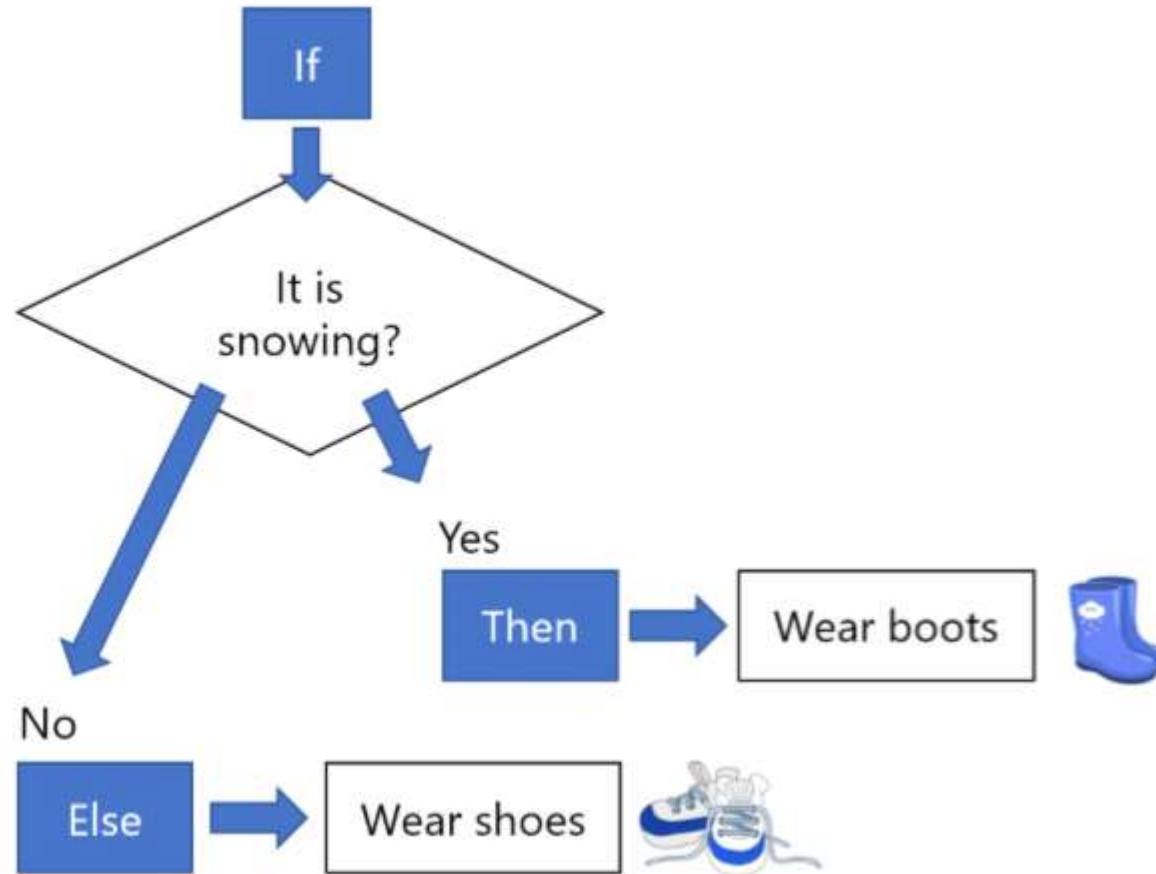 If
It is
snowing?
Yes
Then
Wear boots
No
Else
Wear shoes